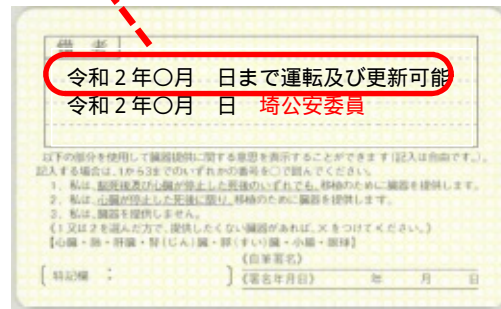 備考
令和2年〇月　日まで運転及び更新可能
令和2年〇月　日　埼公安委員
以下の部分を使用して臓器提供に関する意思を表示することができます(記入は自由です。)。
記入する場合は、1から3までのいずれかの番号を〇で囲んでください。
1. 私は、脳死後及び心臓が停止した死後のいずれでも、移植のために臓器を提供します。
2. 私は、心臓が停止した死後に限り、移植のために臓器を提供します。
3. 私は、臓器を提供しません。
《1又は2を選んだ方で、提供したくない臓器があれば、×をつけてください。》
【心臓・肺・肝臓・腎(じん)臓・膵(すい)臓・小腸・眼球】
《自筆署名》
[特記欄： ] 《署名年月日》 年 月 日